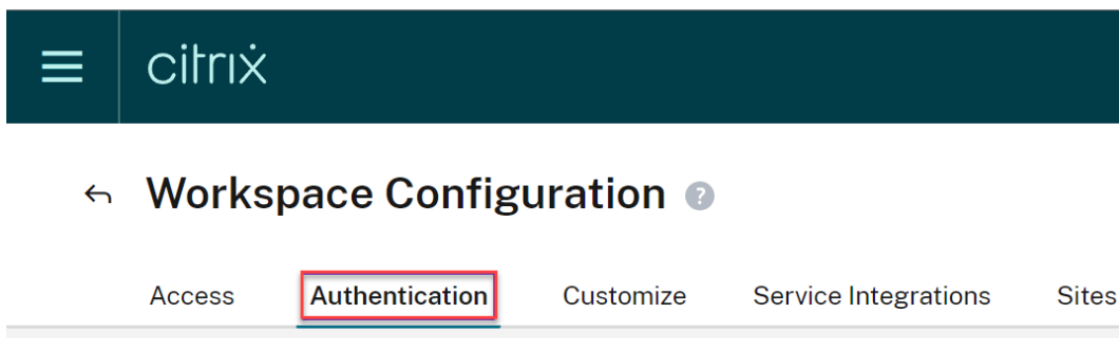 citrix
Workspace Configuration ?
Access Authentication Customize Service Integrations Sites